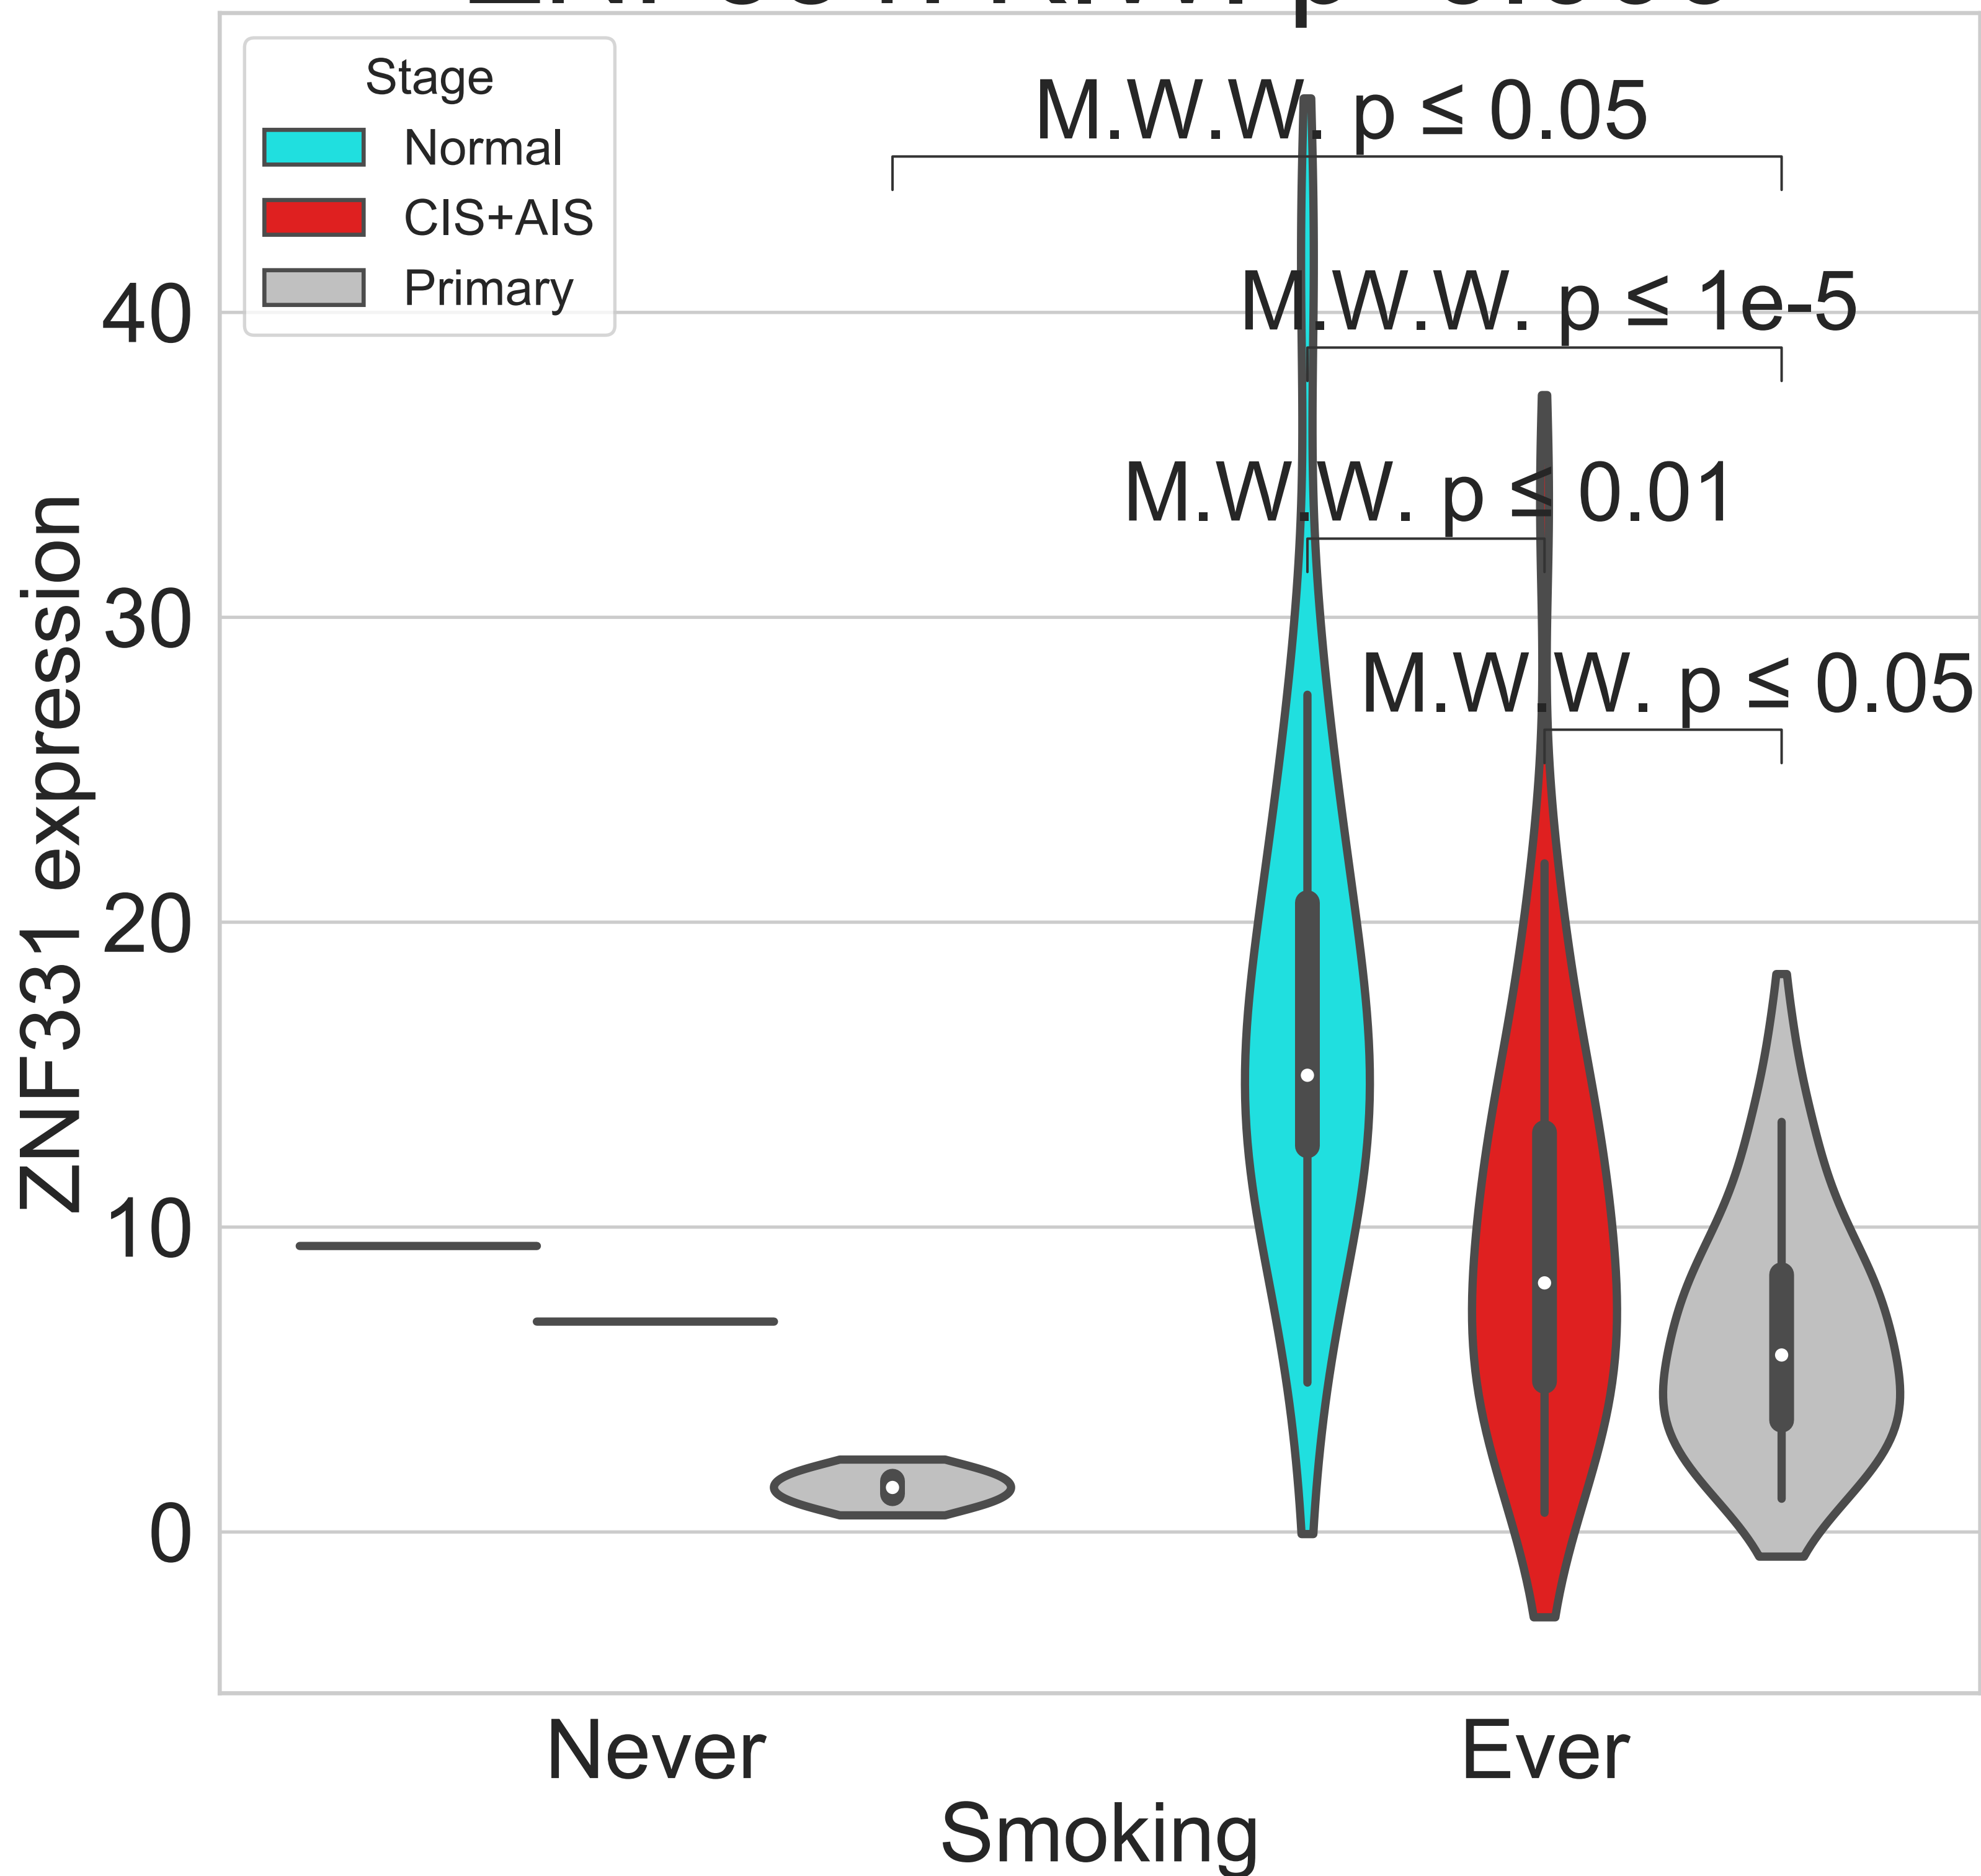 Stage
Normal
CIS+AIS
Primary
M.W.W. p ≤ 0.05
M.W.W. p ≤ 1e-5
M.W.W. p ≤ 0.01
M.W.W. p ≤ 0.05
40
30
20
10
0
ZNF331 expression
Never
Ever
Smoking